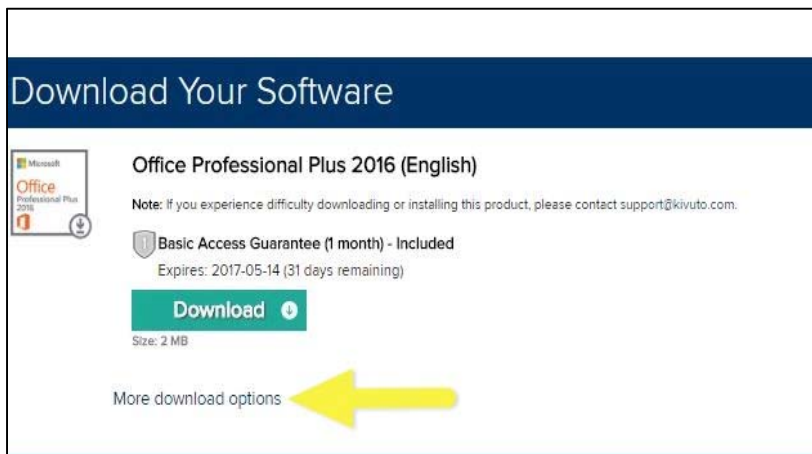 Download Your Software
Microsoft
Office
Professional Plus
2016
Office Professional Plus 2016 (English)
Note: If you experience difficulty downloading or installing this product, please contact support@kivuto.com.
Basic Access Guarantee (1 month) - Included
Expires: 2017-05-14 (31 days remaining)
Download
Size: 2 MB
More download options